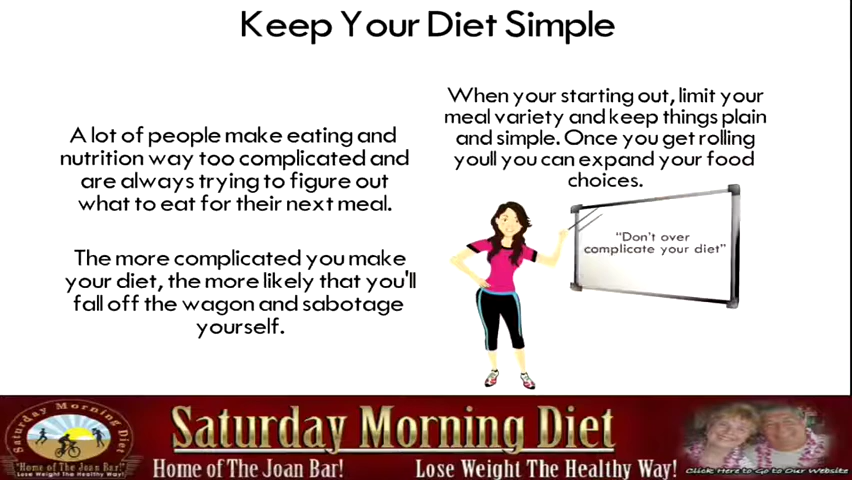 Keep Your Diet Simple
A lot of people make eating and
nutrition way too complicated and
are always trying to figure out
what to eat for their next meal.
The more complicated you make
your diet, the more likely that you'll
fall off the wagon and sabotage
yourself.
When your starting out, limit your
meal variety and keep things plain
and simple. Once you get rolling
youll you can expand your food
choices.
"Don't over
complicate your diet"
Saturday Morning Diet
"Home of The Joan Bar!"
Lose Weight The Healthy Way!
Saturday Morning Diet
Home of The Joan Bar! Lose Weight The Healthy Way!
Click Here to Go to Our Website